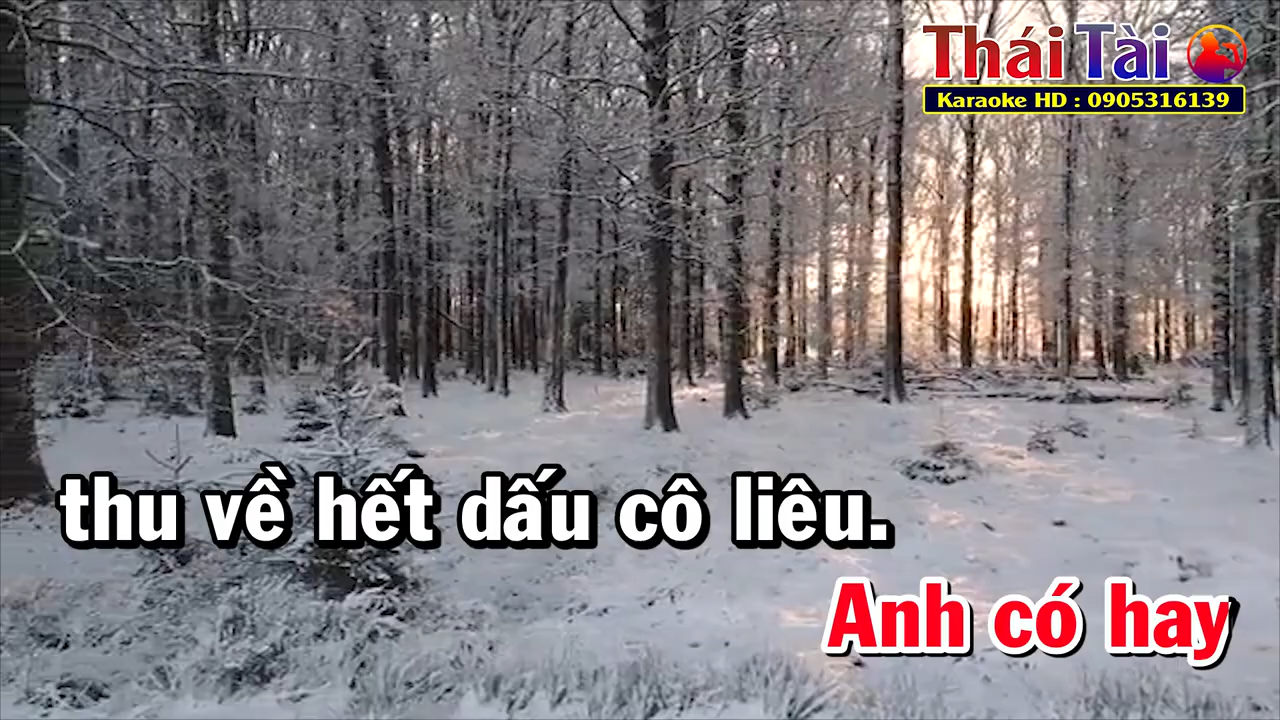 Thái Tài
Karaoke HD : 0905316139
thu về hết dấu cô liêu.
Anh có hay